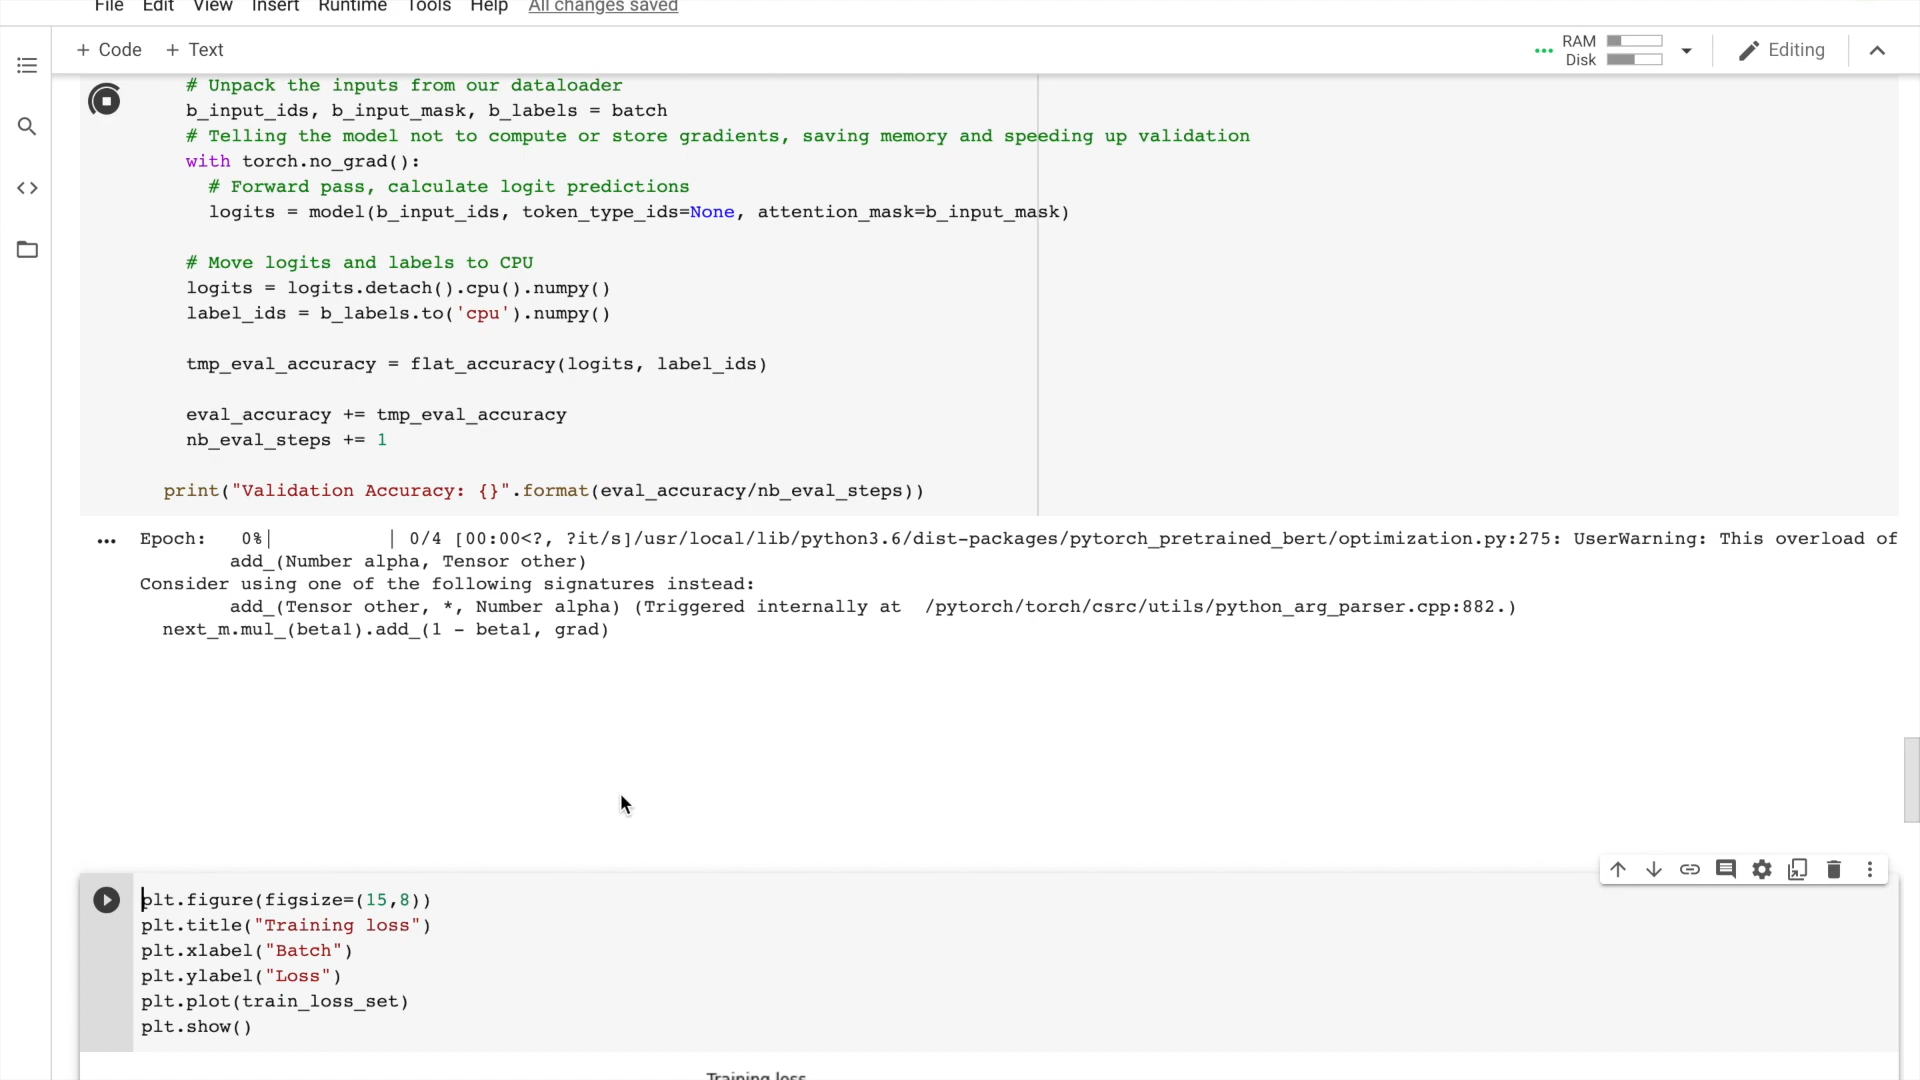 File Edit View Insert Runtime Tools Help All changes saved
+ Code + Text
RAM
Disk
Editing
# Unpack the inputs from our dataloader
b_input_ids, b_input_mask, b_labels = batch
# Telling the model not to compute or store gradients, saving memory and speeding up validation
with torch.no_grad():
# Forward pass, calculate logit predictions
logits = model(b_input_ids, token_type_ids=None, attention_mask=b_input_mask)
# Move logits and labels to CPU
logits = logits.detach().cpu().numpy()
label_ids = b_labels.to('cpu').numpy()
tmp_eval_accuracy = flat_accuracy(logits, label_ids)
eval_accuracy += tmp_eval_accuracy
nb_eval_steps += 1
print("Validation Accuracy: {}".format(eval_accuracy/nb_eval_steps))
Epoch: 0%| | 0/4 [00:00<?, ?it/s]/usr/local/lib/python3.6/dist-packages/pytorch_pretrained_bert/optimization.py:275: UserWarning: This overload of
add_(Number alpha, Tensor other)
Consider using one of the following signatures instead:
add_(Tensor other, *, Number alpha) (Triggered internally at /pytorch/torch/csrc/utils/python_arg_parser.cpp:882.)
next_m.mul_(beta1).add_(1 - beta1, grad)
plt.figure(figsize=(15,8))
plt.title("Training loss")
plt.xlabel("Batch")
plt.ylabel("Loss")
plt.plot(train_loss_set)
plt.show()
Training loss